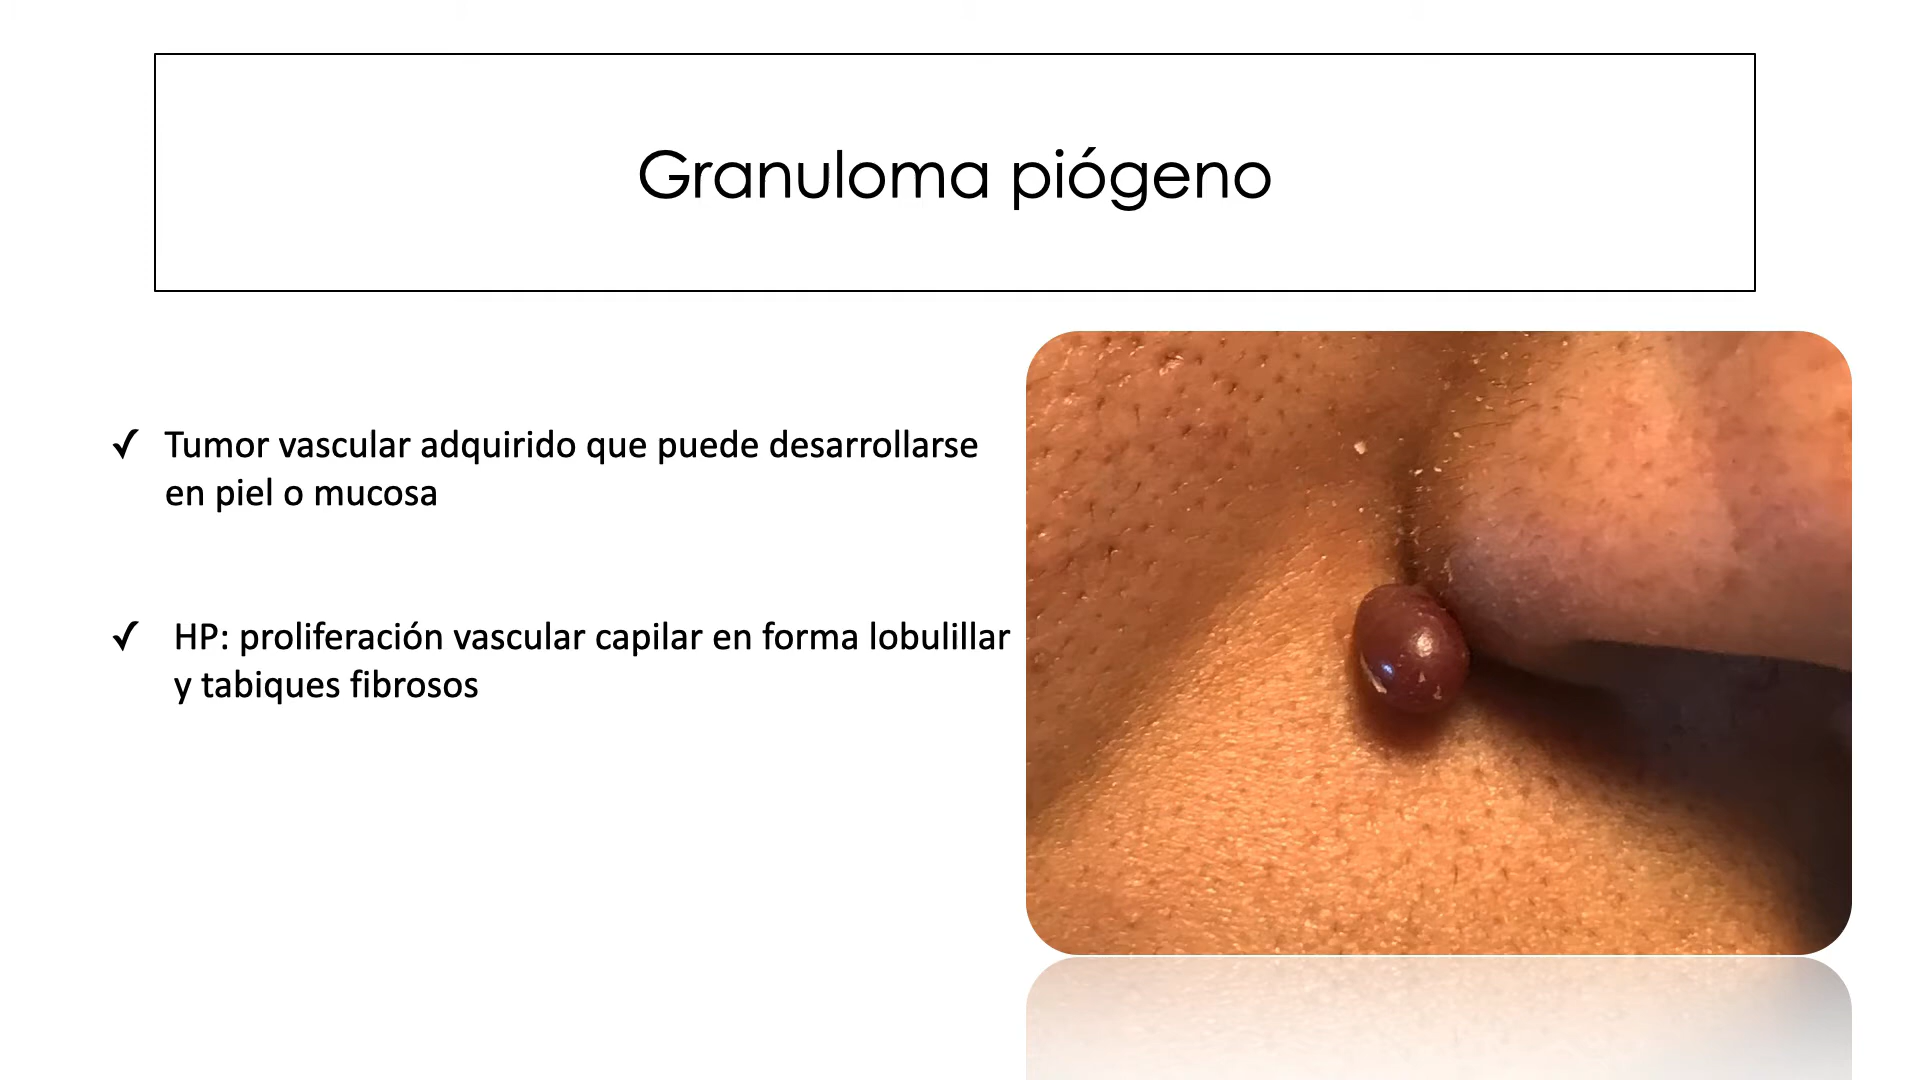 Granuloma piógeno
✓ Tumor vascular adquirido que puede desarrollarse
en piel o mucosa
✓ HP: proliferación vascular capilar en forma lobulillar
y tabiques fibrosos